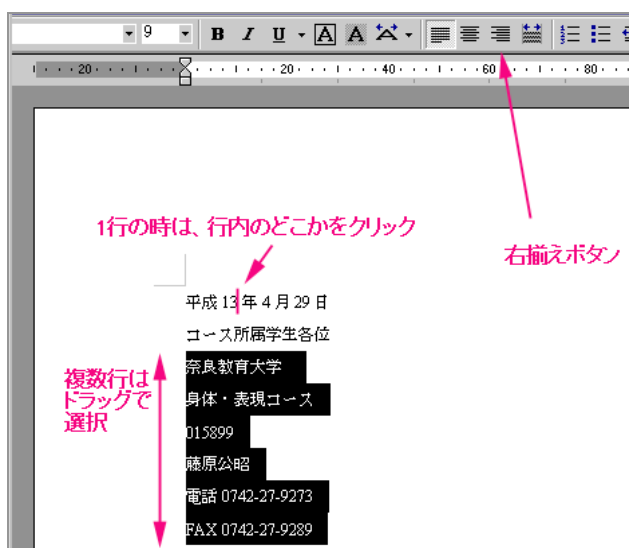 9 B I U A A
20 20 40 60 80
1行の時は、行内のどこかをクリック
右揃えボタン
平成 13年 4 月 29 日
コース所属学生各位
複数行は
ドラッグで
選択
奈良教育大学
身体・表現コース
015899
藤原公昭
電話 0742-27-9273
FAX 0742-27-9289